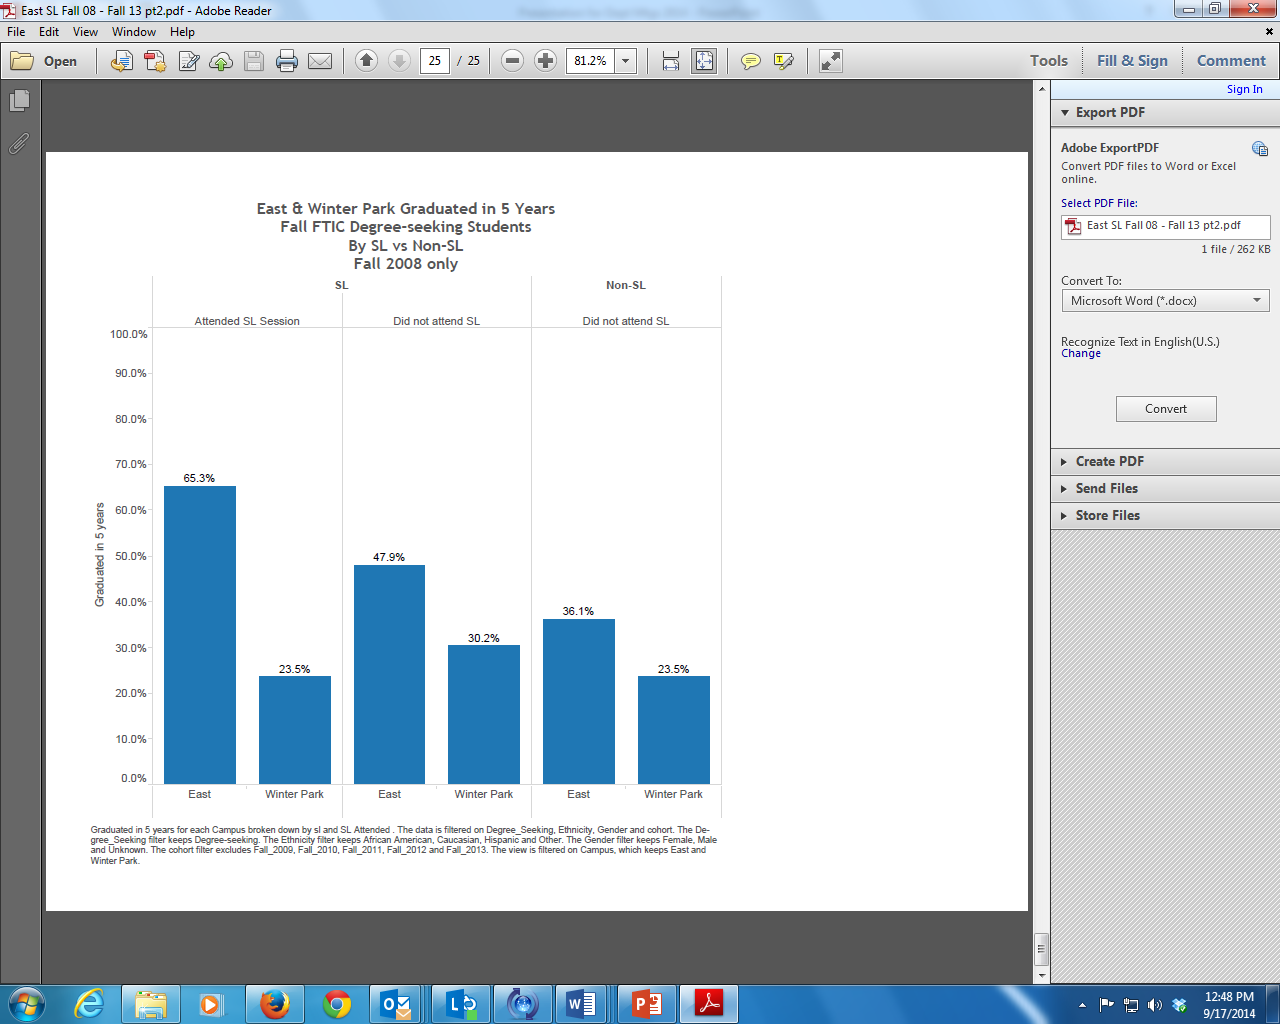 East SL Fall 08 - Fall 13 pt2.pdf - Adobe Reader
File Edit View Window Help
Open 25 / 25 81.2% Tools Fill & Sign Comment
Sign In
Export PDF
Adobe ExportPDF
Convert PDF files to Word or Excel
online.
Select PDF File:
East SL Fall 08 - Fall 13 pt2.pdf
1 file / 262 KB
Convert To:
Microsoft Word (*.docx)
Recognize Text in English(U.S.)
Change
Convert
Create PDF
Send Files
Store Files
East & Winter Park Graduated in 5 Years
Fall FTIC Degree-seeking Students
By SL vs Non-SL
Fall 2008 only
SL Non-SL
Attended SL Session Did not attend SL Did not attend SL
100.0%
90.0%
80.0%
70.0%
60.0%
50.0%
40.0%
30.0%
20.0%
10.0%
0.0%
Graduated in 5 years
65.3%
23.5%
47.9%
30.2%
36.1%
23.5%
East Winter Park East Winter Park East Winter Park
Graduated in 5 years for each Campus broken down by sl and SL Attended . The data is filtered on Degree_Seeking, Ethnicity, Gender and cohort. The De-
gree_Seeking filter keeps Degree-seeking. The Ethnicity filter keeps African American, Caucasian, Hispanic and Other. The Gender filter keeps Female, Male
and Unknown. The cohort filter excludes Fall_2009, Fall_2010, Fall_2011, Fall_2012 and Fall_2013. The view is filtered on Campus, which keeps East and
Winter Park.
12:48 PM
9/17/2014